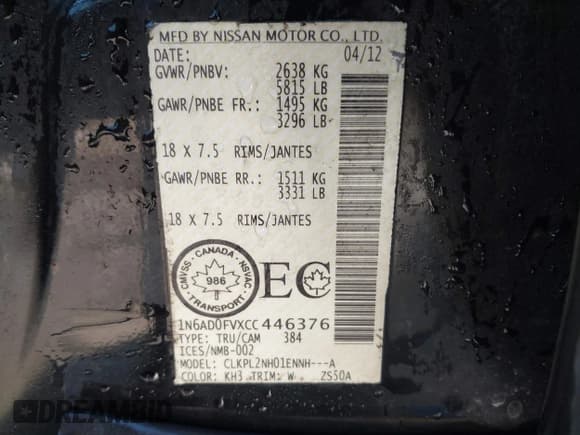 MFD BY NISSAN MOTOR CO., LTD.
DATE: 04/12
GVWR/PNBV: 2638 KG
5815 LB
GAWR/PNBE FR.: 1495 KG
3296 LB
18 X 7.5 RIMS/JANTES
GAWR/PNBE RR.: 1511 KG
3331 LB
18 X 7.5 RIMS/JANTES
CMVSS · CANADA · NSVAC
986
· TRANSPORT ·
EC
1N6AD0FVXCC446376
TYPE: TRU/CAM 384
ICES/NMB-002
MODEL: CLKPL2NH01ENNH---A
COLOR: KH3 TRIM: W ZS50A
DREAMBID